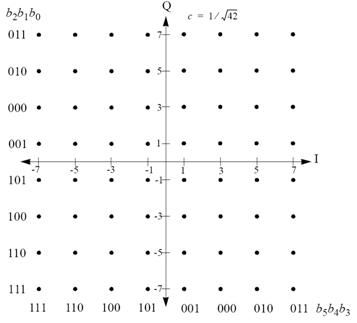 b₂b₁b₀ Q c = 1/√42
011 7
010 5
000 3
001 1
-7 -5 -3 -1 1 3 5 7 I
101 -1
100 -3
110 -5
111 -7
111 110 100 101 001 000 010 011 b₅b₄b₃